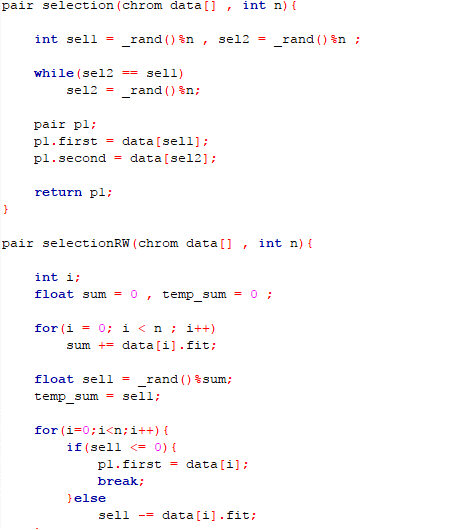 pair selection(chrom data[] , int n){
int sel1 = _rand()%n , sel2 = _rand()%n ;
while(sel2 == sel1)
sel2 = _rand()%n;
pair p1;
p1.first = data[sel1];
p1.second = data[sel2];
return p1;
}
pair selectionRW(chrom data[] , int n){
int i;
float sum = 0 , temp_sum = 0 ;
for(i = 0; i < n ; i++)
sum += data[i].fit;
float sel1 = _rand()%sum;
temp_sum = sel1;
for(i=0;i<n;i++){
if(sel1 <= 0){
p1.first = data[i];
break;
}else
sel1 -= data[i].fit;